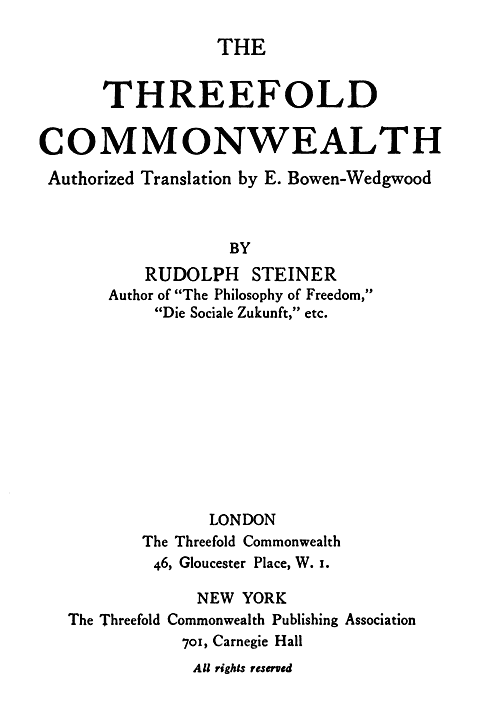 THE
THREEFOLD
COMMONWEALTH
Authorized Translation by E. Bowen-Wedgwood
BY
RUDOLPH STEINER
Author of "The Philosophy of Freedom,"
"Die Sociale Zukunft," etc.
LONDON
The Threefold Commonwealth
46, Gloucester Place, W. 1.
NEW YORK
The Threefold Commonwealth Publishing Association
701, Carnegie Hall
All rights reserved